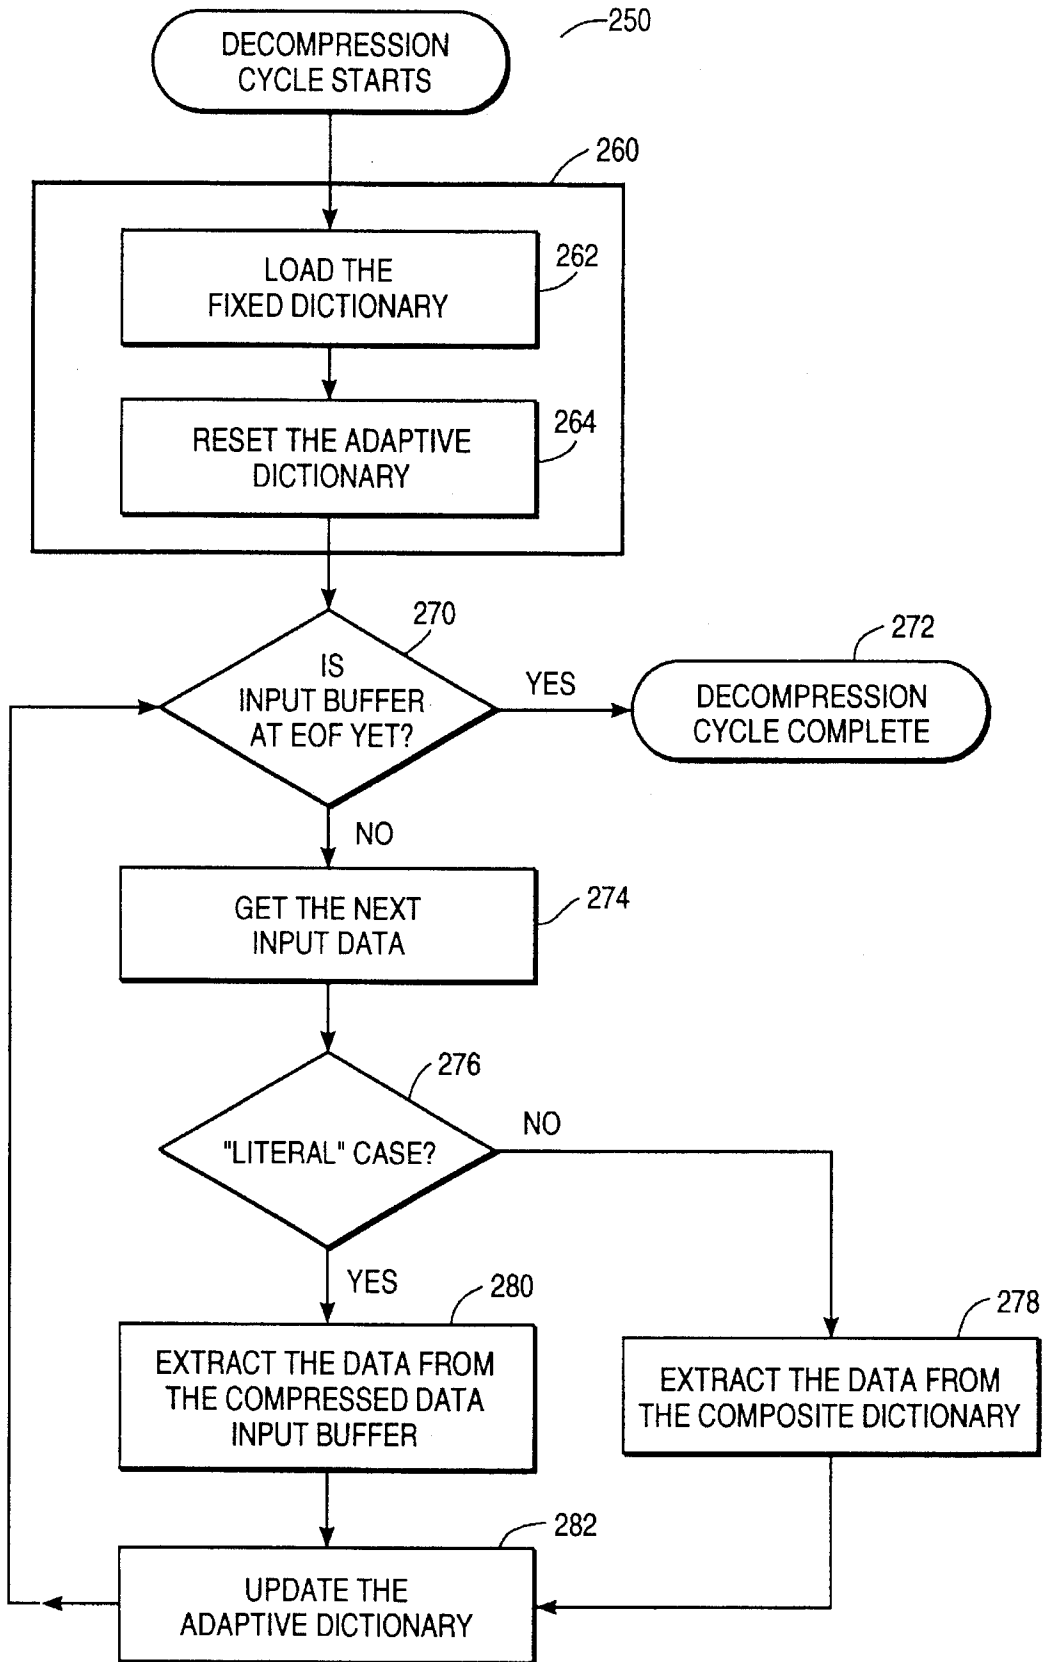 DECOMPRESSION
CYCLE STARTS
250
260
LOAD THE
FIXED DICTIONARY
262
RESET THE ADAPTIVE
DICTIONARY
264
270
IS
INPUT BUFFER
AT EOF YET?
YES
272
DECOMPRESSION
CYCLE COMPLETE
NO
GET THE NEXT
INPUT DATA
274
276
"LITERAL" CASE?
NO
YES
280
EXTRACT THE DATA FROM
THE COMPRESSED DATA
INPUT BUFFER
278
EXTRACT THE DATA FROM
THE COMPOSITE DICTIONARY
282
UPDATE THE
ADAPTIVE DICTIONARY